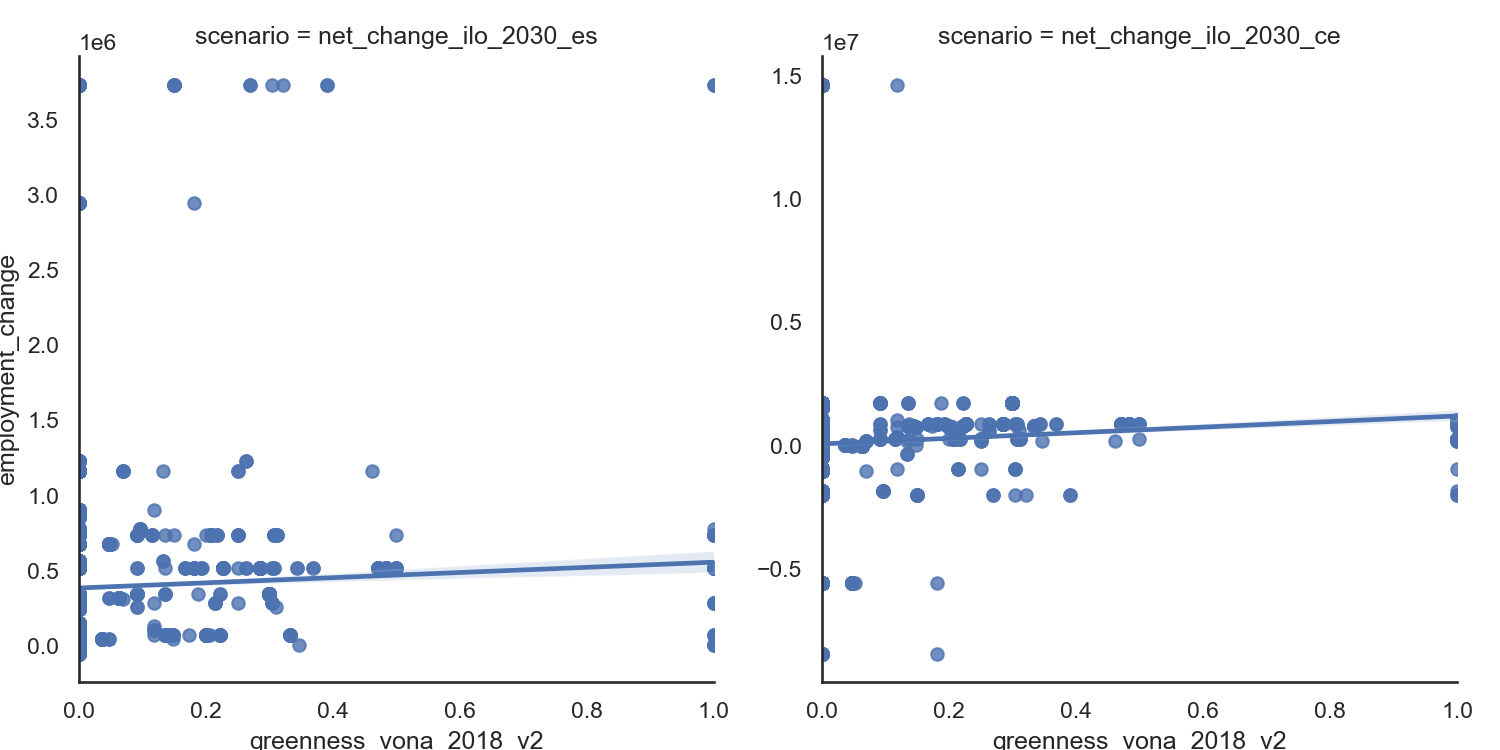 scenario = net_change_ilo_2030_es
1e6
3.5
3.0
2.5
2.0
1.5
1.0
0.5
0.0
employment_change
0.0 0.2 0.4 0.6 0.8 1.0
greenness_vona_2018_v2
scenario = net_change_ilo_2030_ce
1e7
1.5
1.0
0.5
0.0
−0.5
0.0 0.2 0.4 0.6 0.8 1.0
greenness_vona_2018_v2